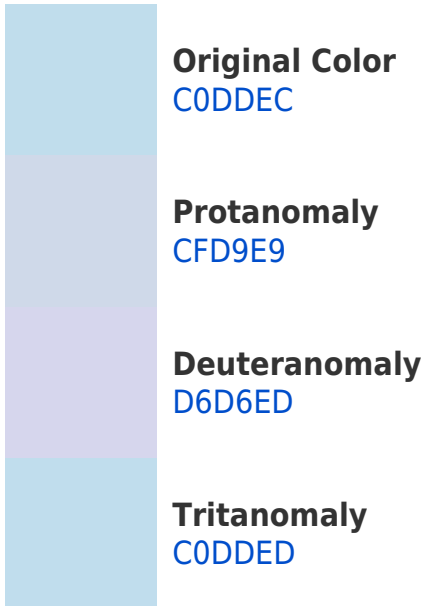 Original Color
C0DDEC
Protanomaly
CFD9E9
Deuteranomaly
D6D6ED
Tritanomaly
C0DDED